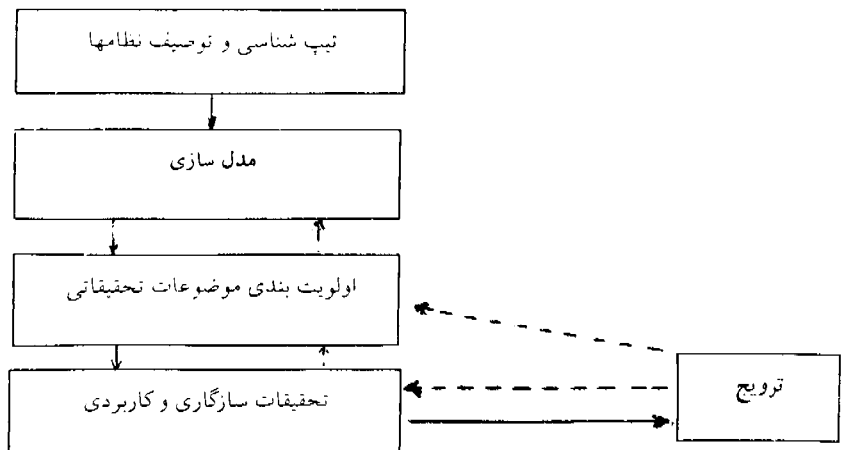 تیپ شناسی و توصیف نظامها
مدل سازی
اولویت بندی موضوعات تحقیقاتی
تحقیقات سازگاری و کاربردی
ترویج